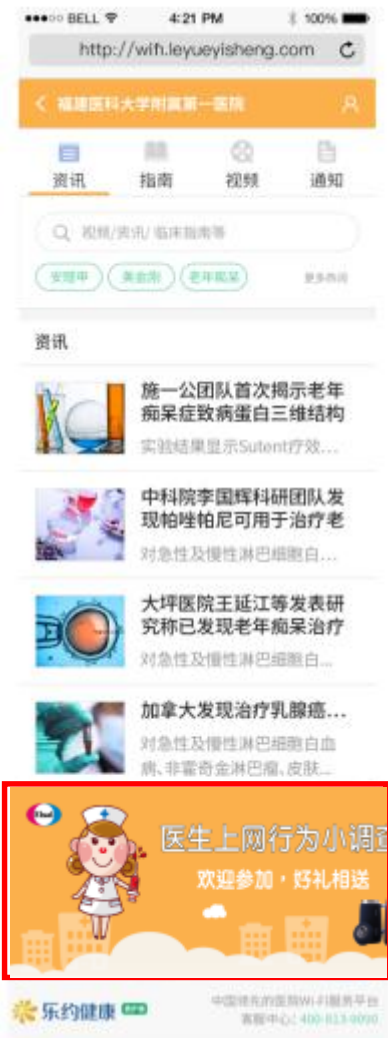 BELL 4:21 PM 100%
http://wifi.leyueyisheng.com
福建医科大学附属第一医院
资讯 指南 视频 通知
视频/资讯/临床指南等
安理申 美金刚 老年痴呆
资讯
施一公团队首次揭示老年
痴呆症致病蛋白三维结构
实验结果显示Sutent疗效...
中科院李国辉科研团队发
现帕唑帕尼可用于治疗老
对急性及慢性淋巴细胞白...
大坪医院王延江等发表研
究称已发现老年痴呆治疗
对急性及慢性淋巴细胞白...
加拿大发现治疗乳腺癌...
对急性及慢性淋巴细胞白血
病、非霍奇金淋巴瘤、皮肤...
Eisai
医生上网行为小调查
欢迎参加，好礼相送
乐约健康
中国领先的医院Wi-Fi服务平台
客服中心: 400-813-9090